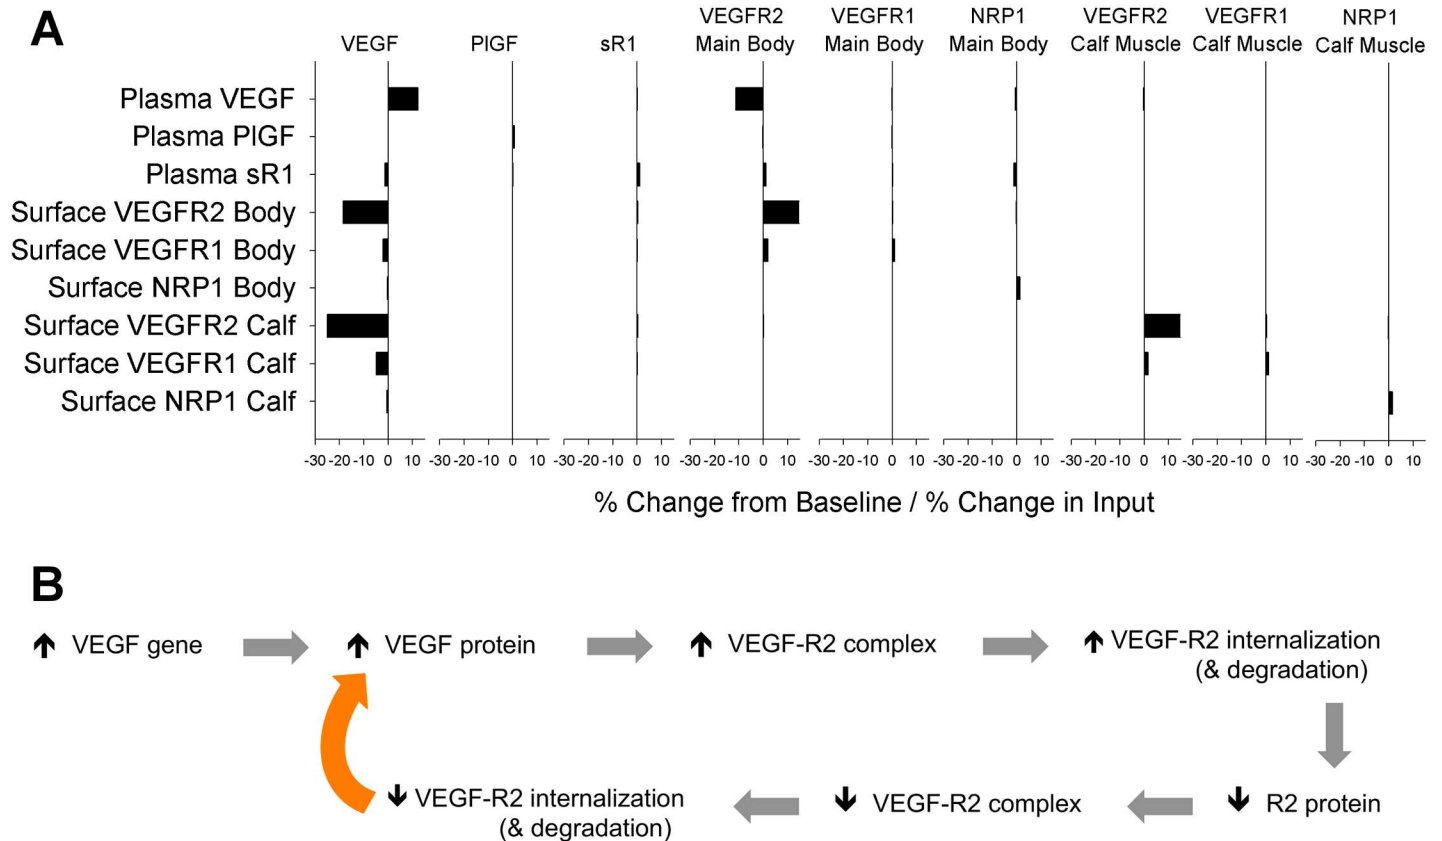 A
VEGF
PlGF
sR1
VEGFR2
Main Body
VEGFR1
Main Body
NRP1
Main Body
VEGFR2
Calf Muscle
VEGFR1
Calf Muscle
NRP1
Calf Muscle
Plasma VEGF
Plasma PlGF
Plasma sR1
Surface VEGFR2 Body
Surface VEGFR1 Body
Surface NRP1 Body
Surface VEGFR2 Calf
Surface VEGFR1 Calf
Surface NRP1 Calf
-30 -20 -10 0 10
-30 -20 -10 0 10
-30 -20 -10 0 10
-30 -20 -10 0 10
-30 -20 -10 0 10
-30 -20 -10 0 10
-30 -20 -10 0 10
-30 -20 -10 0 10
-30 -20 -10 0 10
% Change from Baseline / % Change in Input
B
VEGF gene
VEGF protein
VEGF-R2 complex
VEGF-R2 internalization
(& degradation)
R2 protein
VEGF-R2 complex
VEGF-R2 internalization
(& degradation)